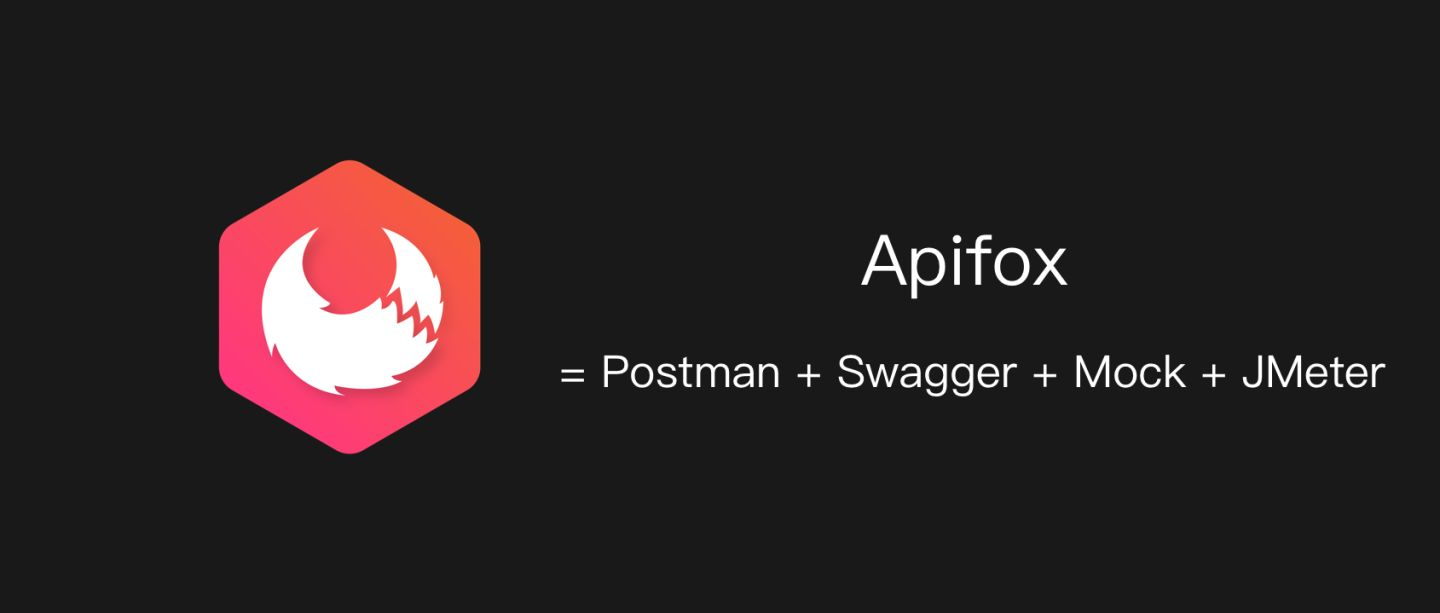 Apifox
= Postman + Swagger + Mock + JMeter